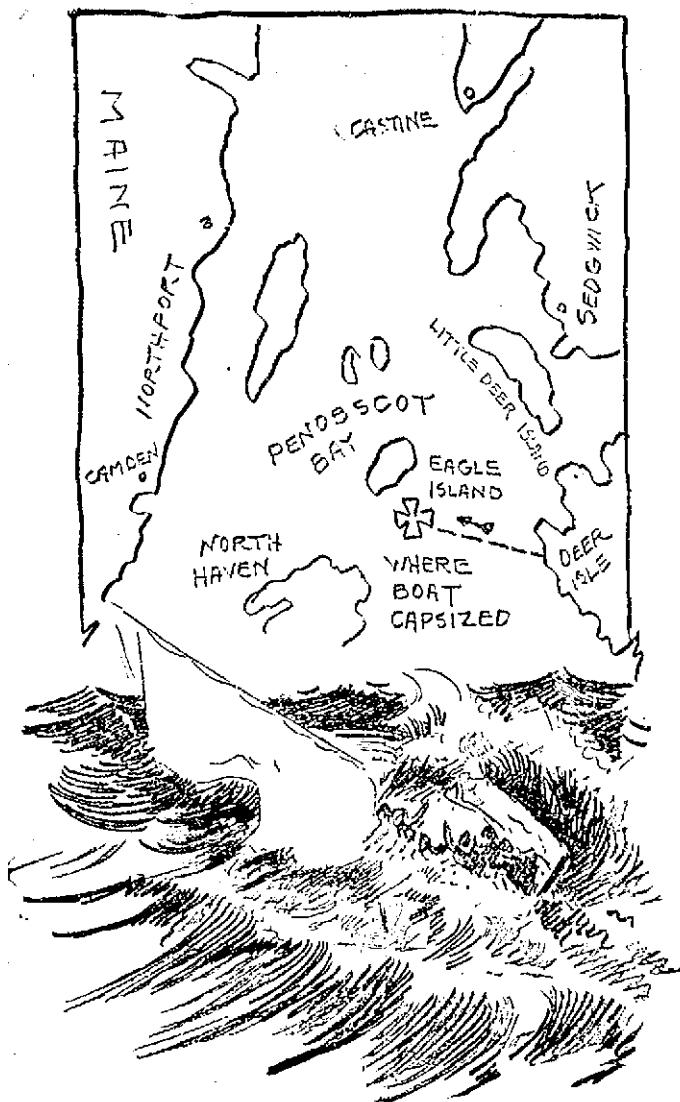 MAINE
CASTINE
NORTHPORT
SEDGWICK
LITTLE DEER ISLAND
PENOBSCOT
BAY
CAMDEN
EAGLE
ISLAND
NORTH
HAVEN
WHERE
BOAT
CAPSIZED
DEER
ISLE